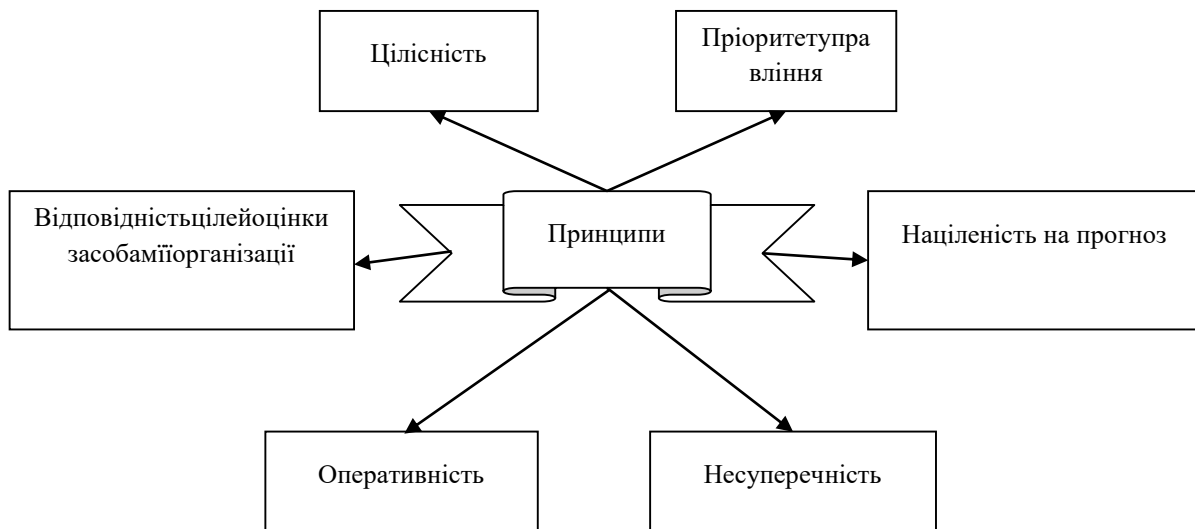 Цілісність
Пріоритетупра
вління
Відповідністьцілейоцінки
засобаміїорганізації
Принципи
Націленість на прогноз
Оперативність
Несуперечність